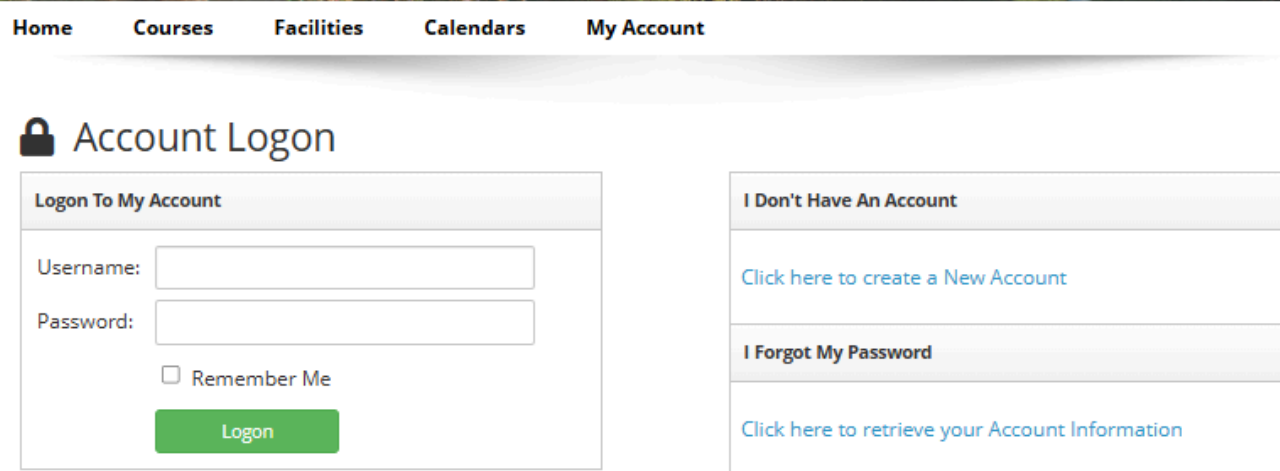 Home Courses Facilities Calendars My Account
Account Logon
Logon To My Account
Username:
Password:
Remember Me
Logon
I Don't Have An Account
Click here to create a New Account
I Forgot My Password
Click here to retrieve your Account Information